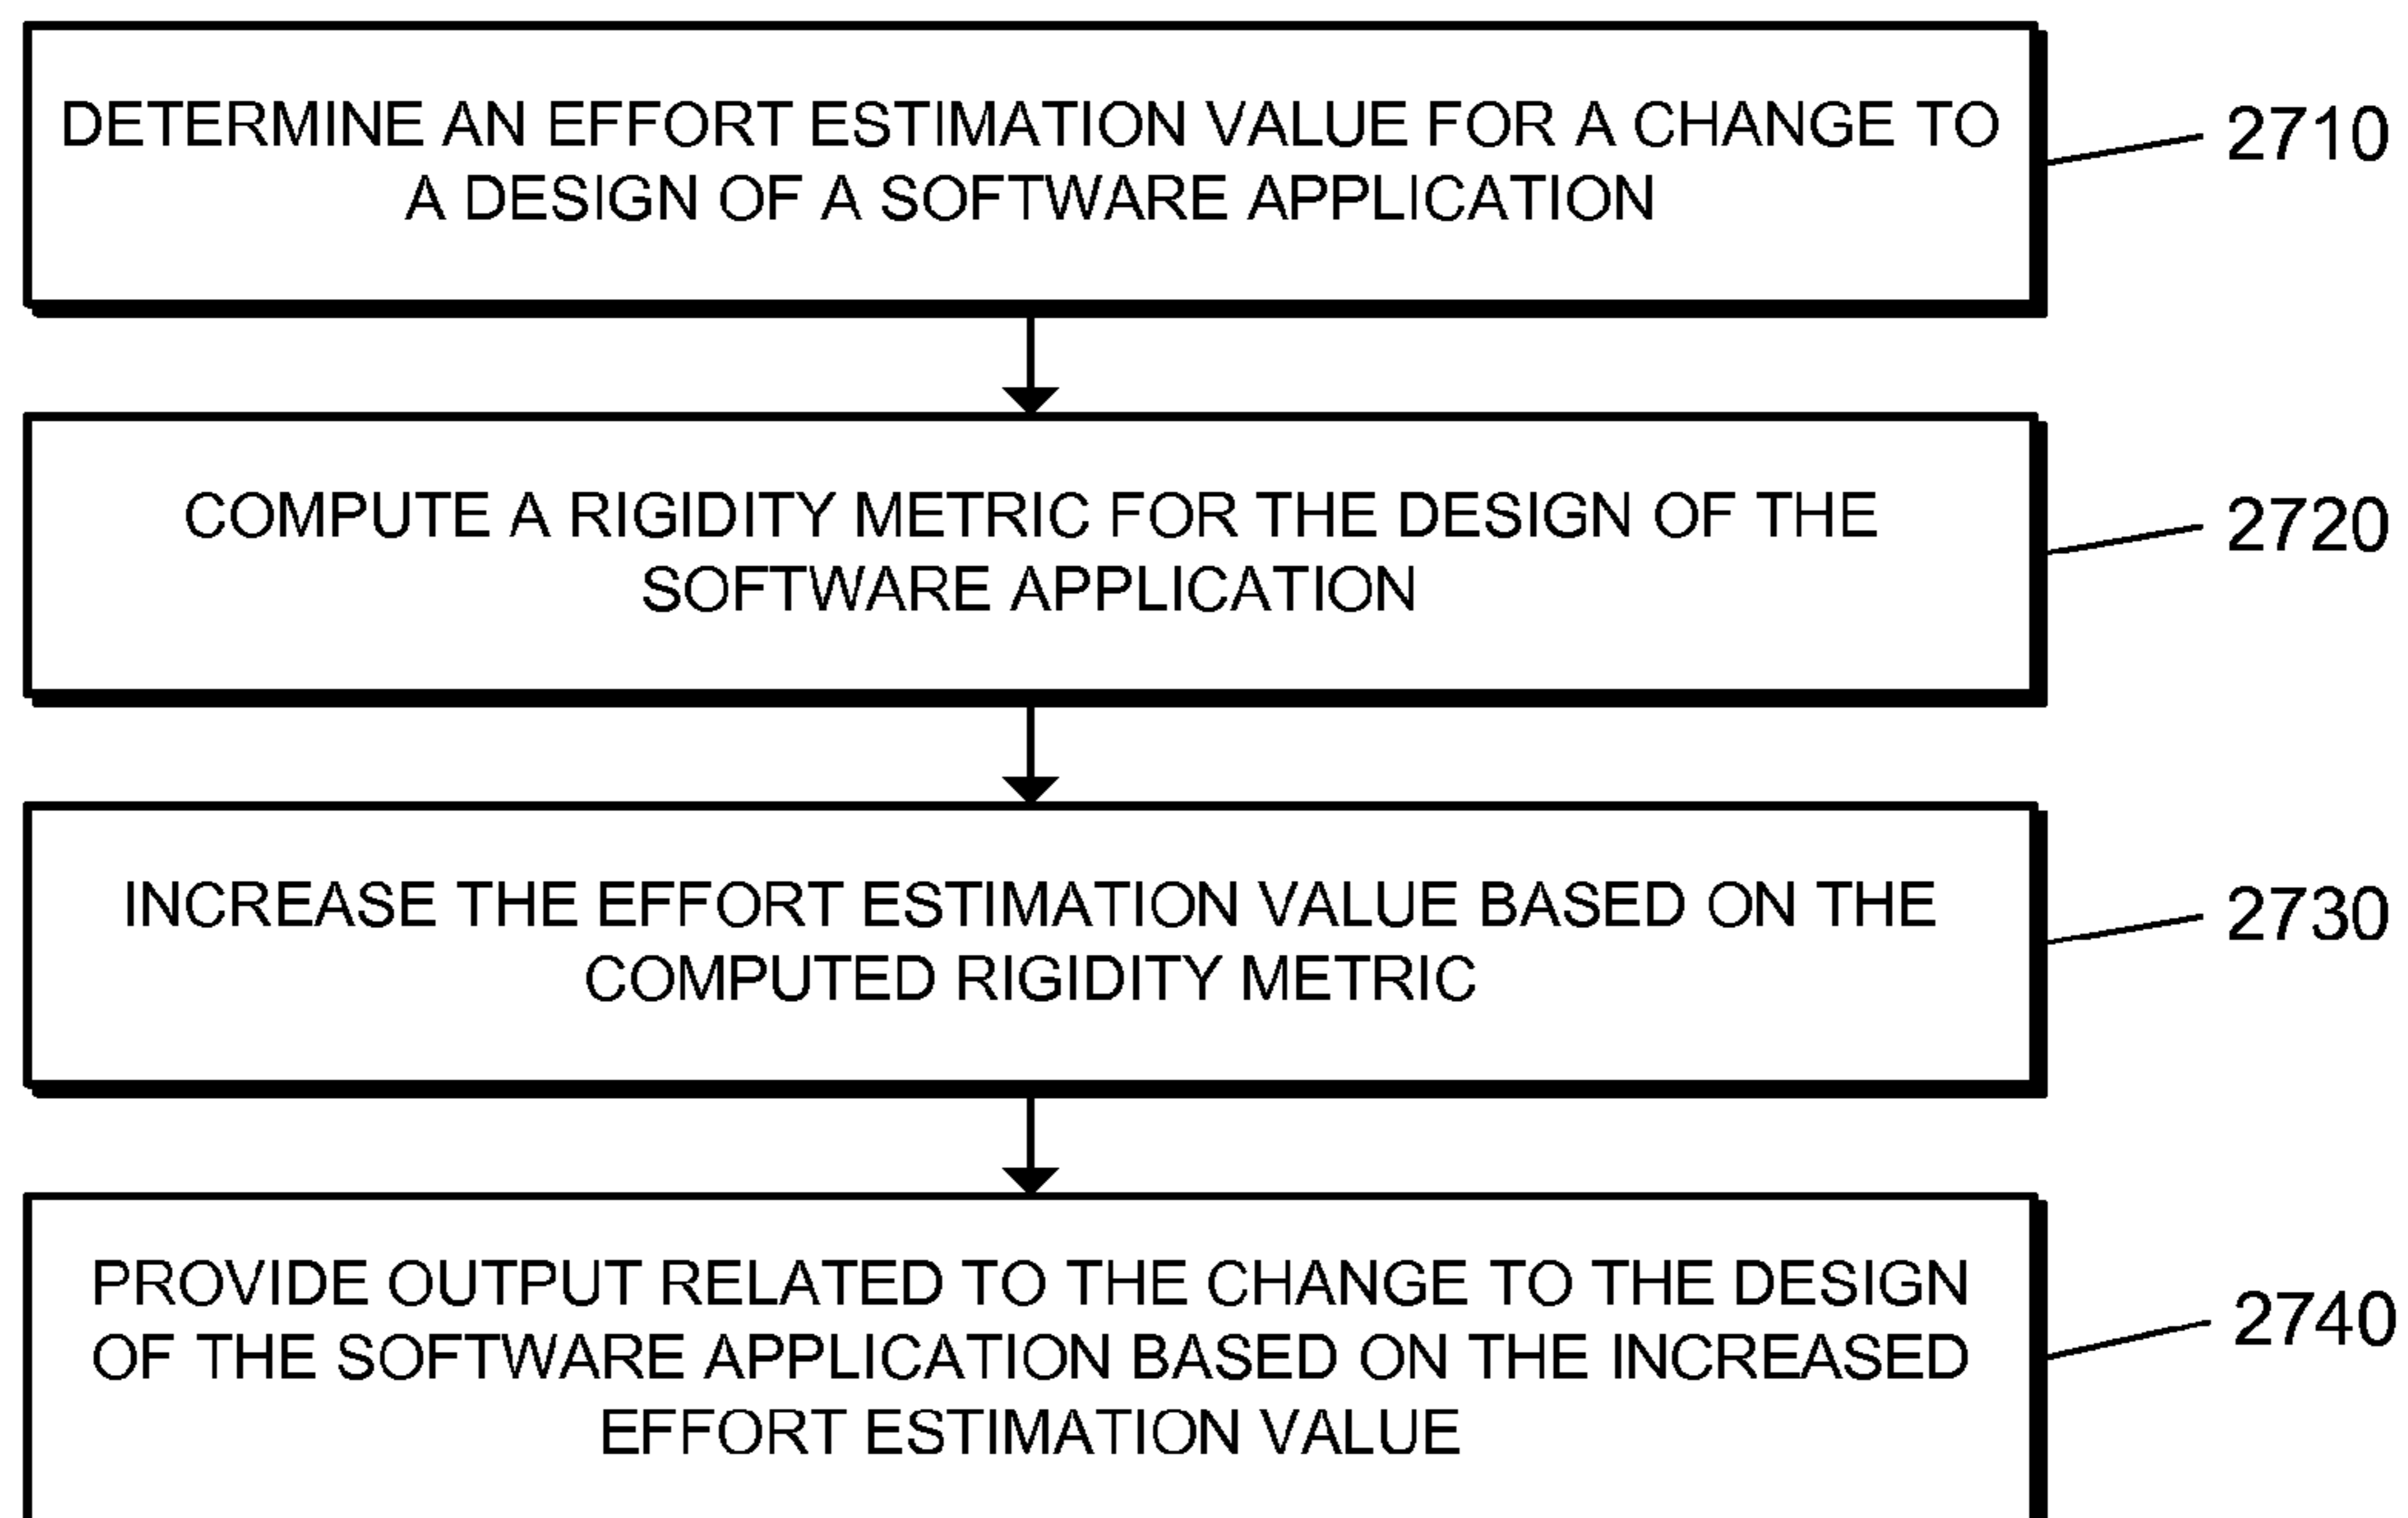 DETERMINE AN EFFORT ESTIMATION VALUE FOR A CHANGE TO
A DESIGN OF A SOFTWARE APPLICATION
2710
COMPUTE A RIGIDITY METRIC FOR THE DESIGN OF THE
SOFTWARE APPLICATION
2720
INCREASE THE EFFORT ESTIMATION VALUE BASED ON THE
COMPUTED RIGIDITY METRIC
2730
PROVIDE OUTPUT RELATED TO THE CHANGE TO THE DESIGN
OF THE SOFTWARE APPLICATION BASED ON THE INCREASED
EFFORT ESTIMATION VALUE
2740